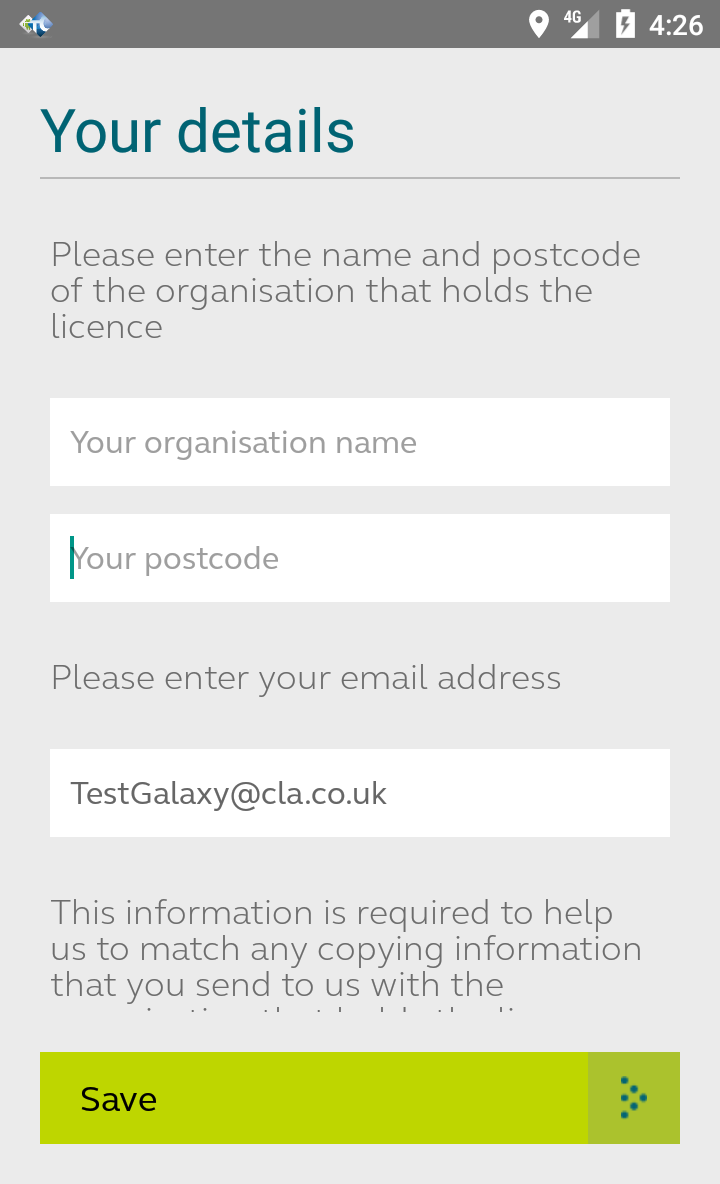 4G 4:26
Your details
Please enter the name and postcode
of the organisation that holds the
licence
Your organisation name
Your postcode
Please enter your email address
TestGalaxy@cla.co.uk
This information is required to help
us to match any copying information
that you send to us with the
Save